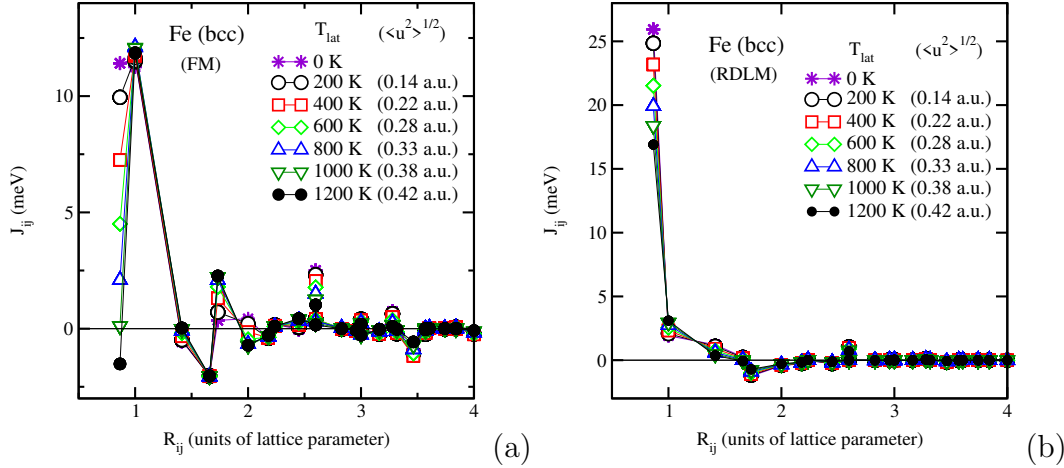 Fe (bcc)
(FM)
T_lat (<u²>^1/2)
0 K
200 K (0.14 a.u.)
400 K (0.22 a.u.)
600 K (0.28 a.u.)
800 K (0.33 a.u.)
1000 K (0.38 a.u.)
1200 K (0.42 a.u.)
10
5
0
J_ij (meV)
1 2 3 4
R_ij (units of lattice parameter)
(a)
Fe (bcc)
(RDLM)
T_lat (<u²>^1/2)
0 K
200 K (0.14 a.u.)
400 K (0.22 a.u.)
600 K (0.28 a.u.)
800 K (0.33 a.u.)
1000 K (0.38 a.u.)
1200 K (0.42 a.u.)
25
20
15
10
5
0
J_ij (meV)
1 2 3 4
R_ij (units of lattice parameter)
(b)